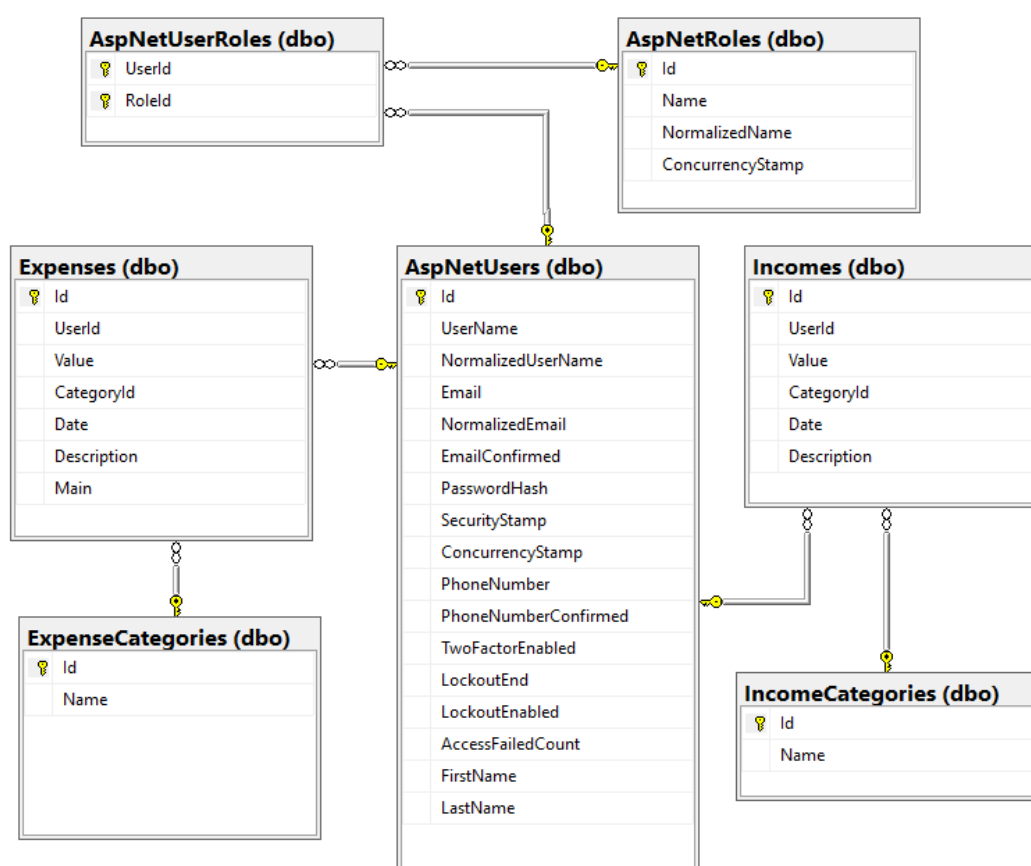 AspNetUserRoles (dbo)
UserId
RoleId
AspNetRoles (dbo)
Id
Name
NormalizedName
ConcurrencyStamp
Expenses (dbo)
Id
UserId
Value
CategoryId
Date
Description
Main
AspNetUsers (dbo)
Id
UserName
NormalizedUserName
Email
NormalizedEmail
EmailConfirmed
PasswordHash
SecurityStamp
ConcurrencyStamp
PhoneNumber
PhoneNumberConfirmed
TwoFactorEnabled
LockoutEnd
LockoutEnabled
AccessFailedCount
FirstName
LastName
Incomes (dbo)
Id
UserId
Value
CategoryId
Date
Description
ExpenseCategories (dbo)
Id
Name
IncomeCategories (dbo)
Id
Name